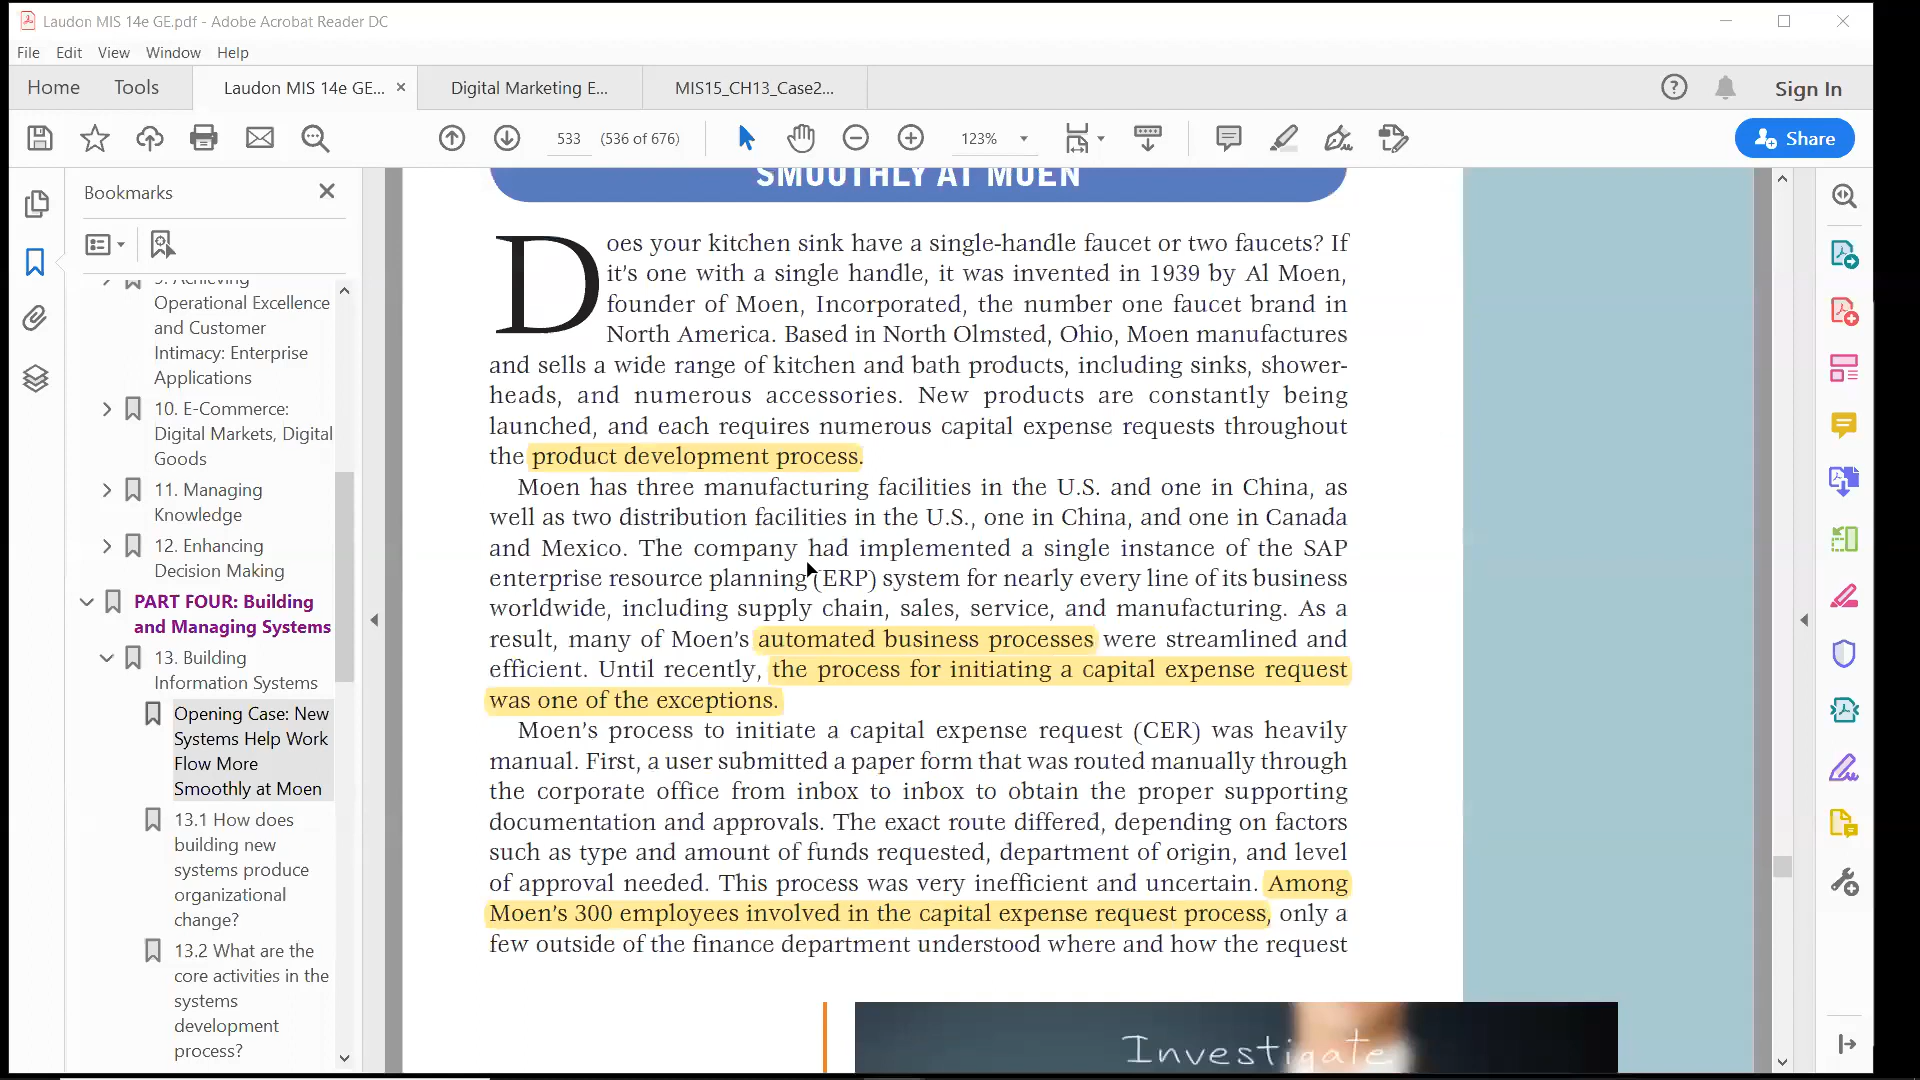 Laudon MIS 14e GE.pdf - Adobe Acrobat Reader DC
File Edit View Window Help
Home Tools Laudon MIS 14e GE... × Digital Marketing E... MIS15_CH13_Case2... Sign In
533 (536 of 676) 123% Share
Bookmarks
9. Achieving
Operational Excellence
and Customer
Intimacy: Enterprise
Applications
10. E-Commerce:
Digital Markets, Digital
Goods
11. Managing
Knowledge
12. Enhancing
Decision Making
PART FOUR: Building
and Managing Systems
13. Building
Information Systems
Opening Case: New
Systems Help Work
Flow More
Smoothly at Moen
13.1 How does
building new
systems produce
organizational
change?
13.2 What are the
core activities in the
systems
development
process?
SMOOTHLY AT MOEN
Does your kitchen sink have a single-handle faucet or two faucets? If
it's one with a single handle, it was invented in 1939 by Al Moen,
founder of Moen, Incorporated, the number one faucet brand in
North America. Based in North Olmsted, Ohio, Moen manufactures
and sells a wide range of kitchen and bath products, including sinks, shower-
heads, and numerous accessories. New products are constantly being
launched, and each requires numerous capital expense requests throughout
the product development process.
Moen has three manufacturing facilities in the U.S. and one in China, as
well as two distribution facilities in the U.S., one in China, and one in Canada
and Mexico. The company had implemented a single instance of the SAP
enterprise resource planning (ERP) system for nearly every line of its business
worldwide, including supply chain, sales, service, and manufacturing. As a
result, many of Moen's automated business processes were streamlined and
efficient. Until recently, the process for initiating a capital expense request
was one of the exceptions.
Moen's process to initiate a capital expense request (CER) was heavily
manual. First, a user submitted a paper form that was routed manually through
the corporate office from inbox to inbox to obtain the proper supporting
documentation and approvals. The exact route differed, depending on factors
such as type and amount of funds requested, department of origin, and level
of approval needed. This process was very inefficient and uncertain. Among
Moen's 300 employees involved in the capital expense request process, only a
few outside of the finance department understood where and how the request
Investigate